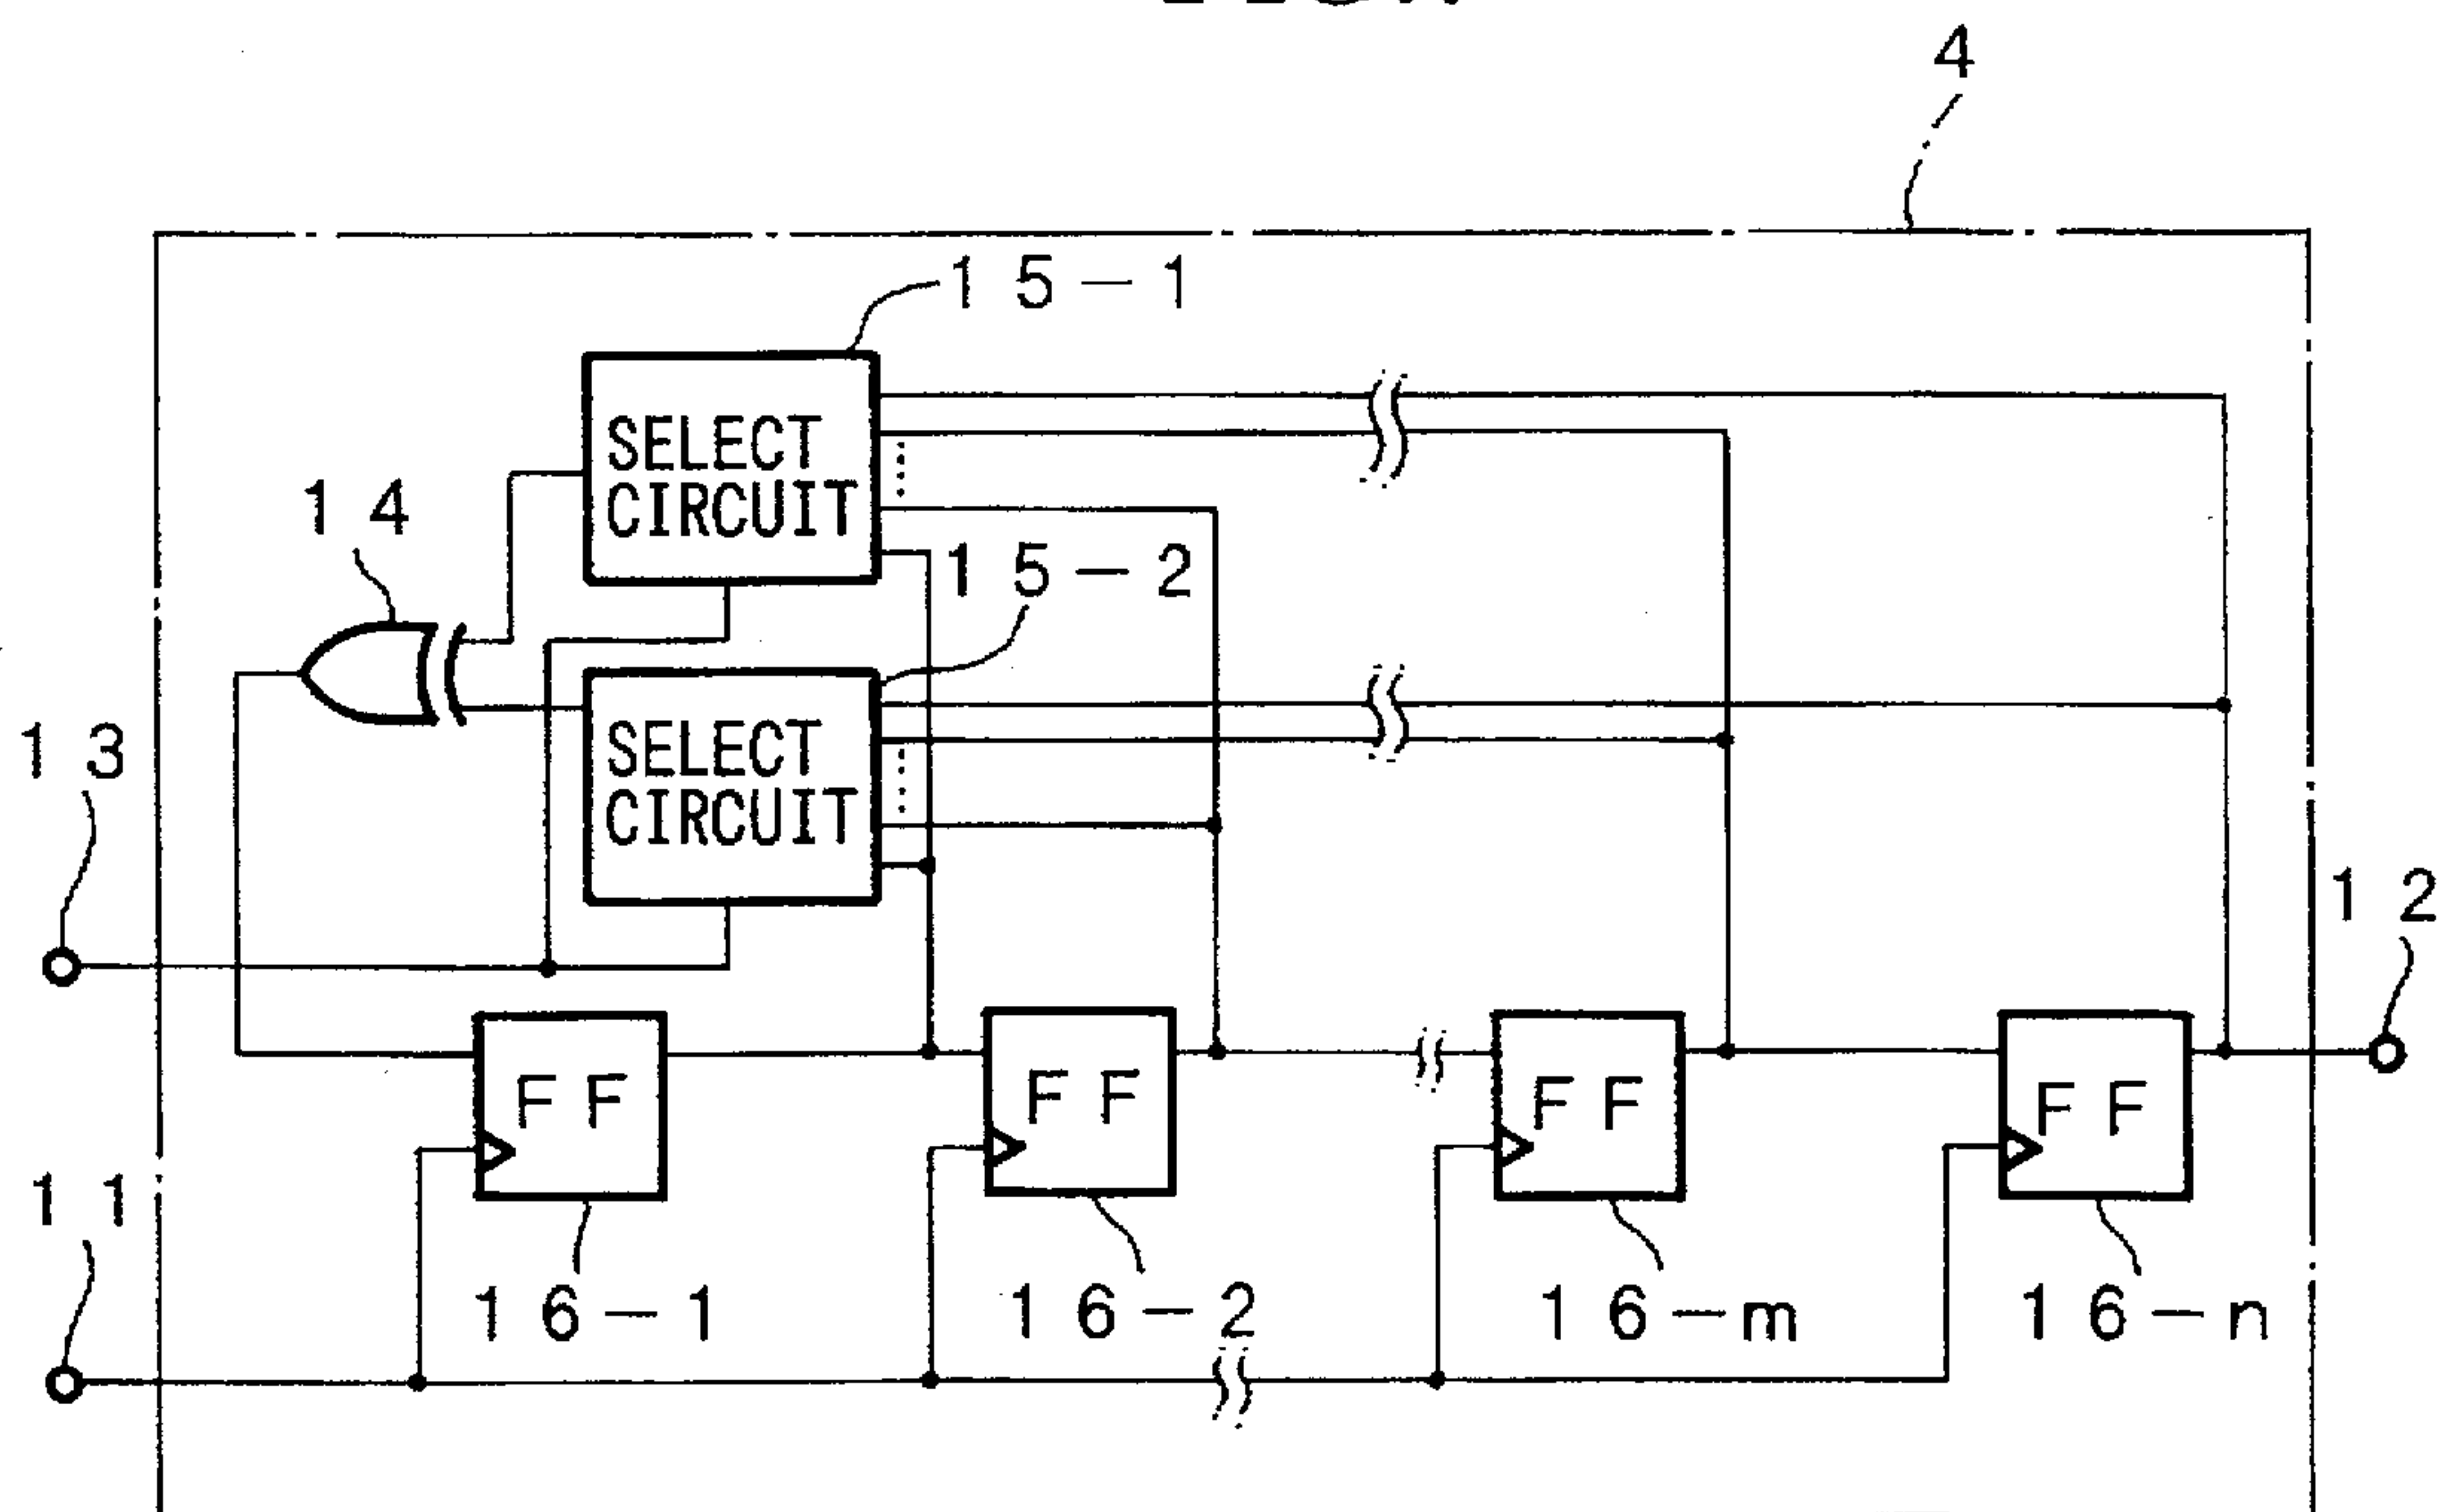 4
15-1
SELECT
CIRCUIT
14
15-2
SELECT
CIRCUIT
13
12
FF
FF
FF
FF
11
16-1
16-2
16-m
16-n